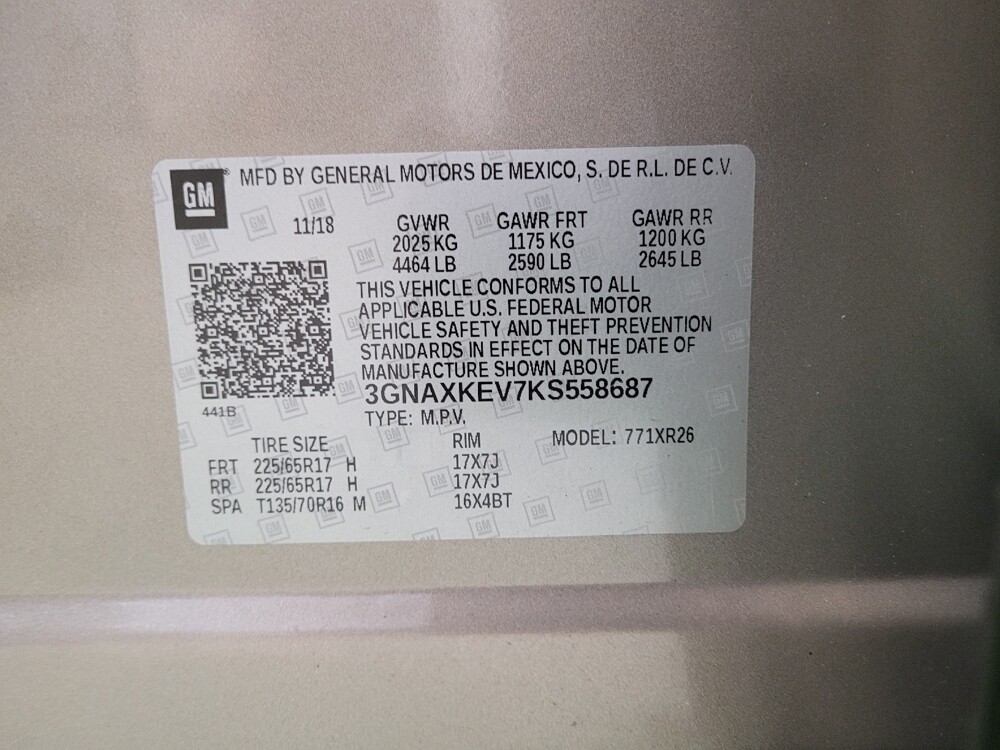 GM® MFD BY GENERAL MOTORS DE MEXICO, S. DE R.L. DE C.V.
11/18 GVWR GAWR FRT GAWR RR
2025 KG 1175 KG 1200 KG
4464 LB 2590 LB 2645 LB
THIS VEHICLE CONFORMS TO ALL
APPLICABLE U.S. FEDERAL MOTOR
VEHICLE SAFETY AND THEFT PREVENTION
STANDARDS IN EFFECT ON THE DATE OF
MANUFACTURE SHOWN ABOVE.
3GNAXKEV7KS558687
441B
TYPE: M.P.V.
TIRE SIZE RIM MODEL: 771XR26
FRT 225/65R17 H 17X7J
RR 225/65R17 H 17X7J
SPA T135/70R16 M 16X4BT